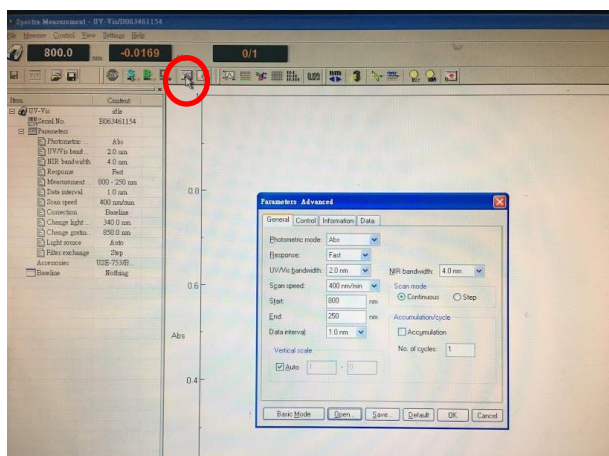 Spectra Measurement - UV-Vis/B063461154
Measure Control View Settings Help
800.0 nm -0.0169 0/1
Item Content
UV-Vis
Serial No. B063461154
Parameters
Photometric ... Abs
UV/Vis band... 2.0 nm
NIR bandwidth 4.0 nm
Response Fast
Measurement 800 - 250 nm
Data interval 1.0 nm
Scan speed 400 nm/min
Correction Baseline
Change light ... 340.0 nm
Change gratin... 850.0 nm
Light source Auto
Filter exchange Step
Accessories USE-753/B...
Baseline Nothing
1
0.8
0.6
Abs
0.4
Parameters Advanced
General Control Information Data
Photometric mode: Abs
Response: Fast
UV/Vis bandwidth: 2.0 nm NIR bandwidth: 4.0 nm
Scan speed: 400 nm/min Scan mode
Continuous Step
Start: 800 nm
End: 250 nm Accumulation/cycle
Data interval: 1.0 nm Accumulation
Vertical scale No. of cycles: 1
Auto 1 - 0
Basic Mode Open... Save... Default OK Cancel